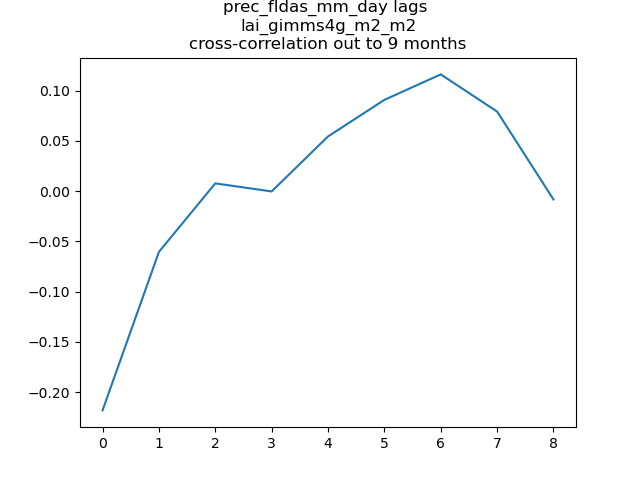 prec_fldas_mm_day lags
lai_gimms4g_m2_m2
cross-correlation out to 9 months
0.10
0.05
0.00
−0.05
−0.10
−0.15
−0.20
0 1 2 3 4 5 6 7 8